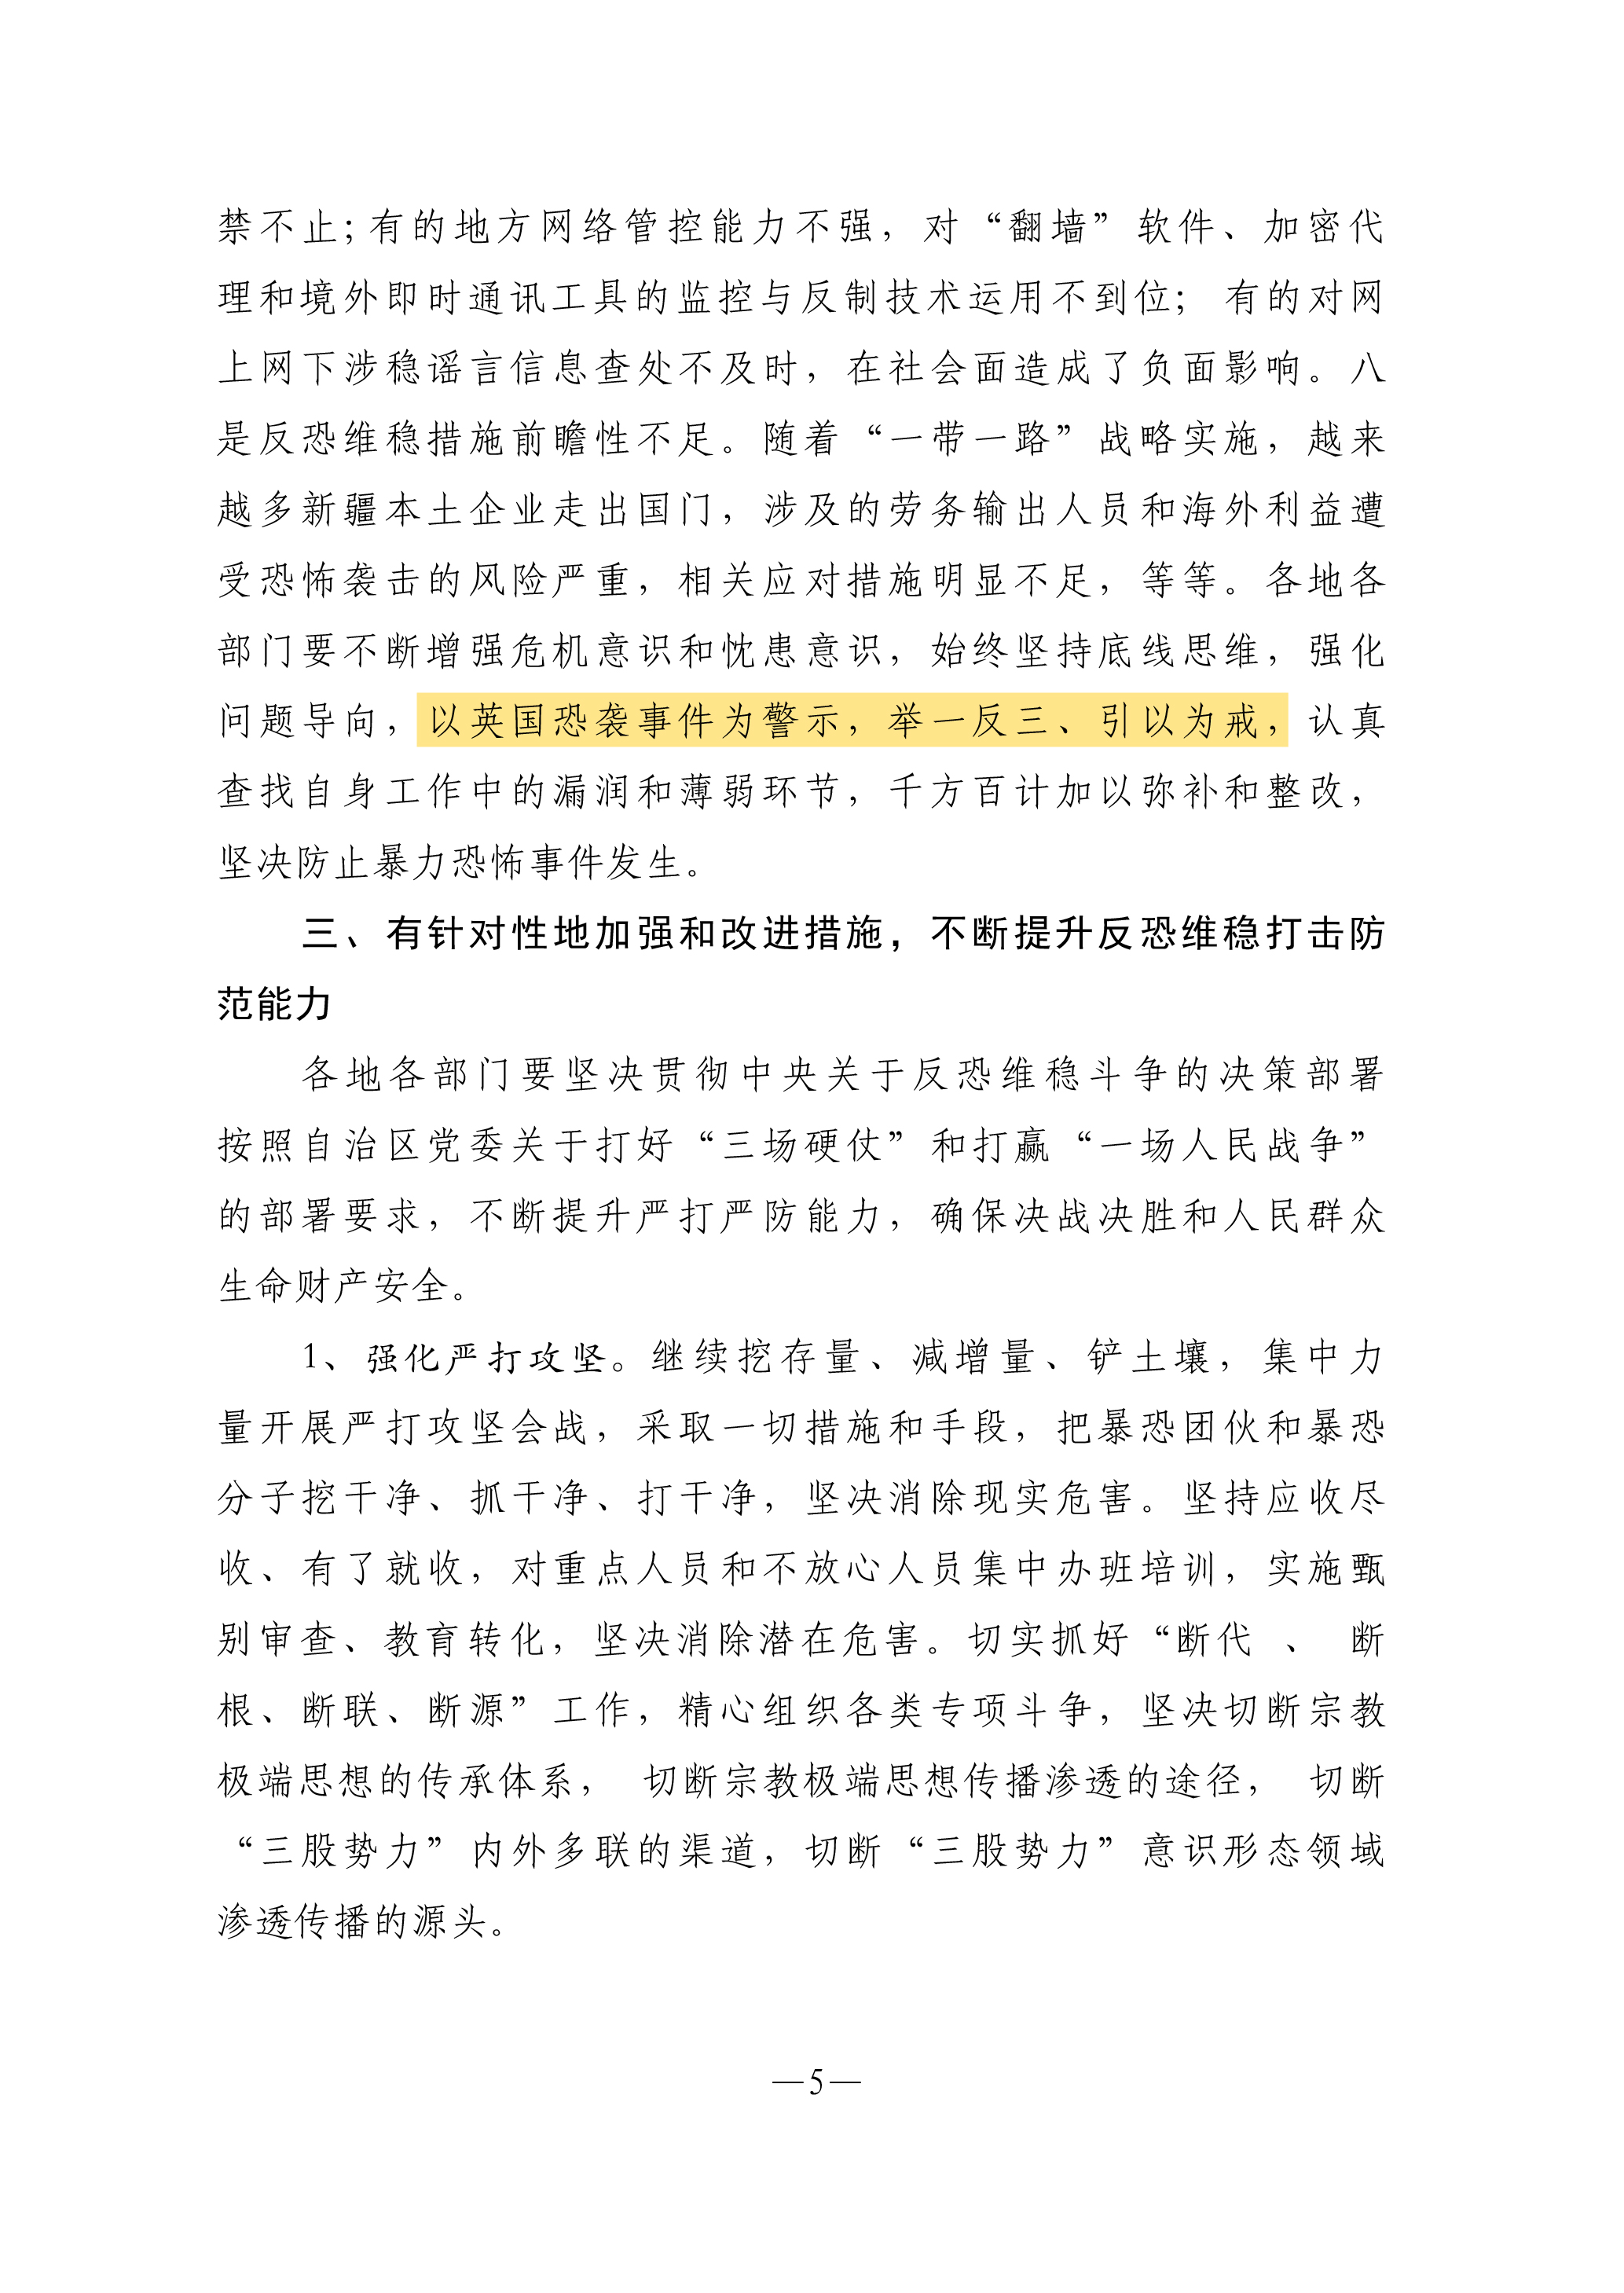 禁不止；有的地方网络管控能力不强，对“翻墙”软件、加密代
理和境外即时通讯工具的监控与反制技术运用不到位； 有的对网
上网下涉稳谣言信息查处不及时，在社会面造成了负面影响。八
是反恐维稳措施前瞻性不足。随着“一带一路”战略实施，越来
越多新疆本土企业走出国门，涉及的劳务输出人员和海外利益遭
受恐怖袭击的风险严重，相关应对措施明显不足，等等。各地各
部门要不断增强危机意识和忱患意识，始终坚持底线思维，强化
问题导向，以英国恐袭事件为警示，举一反三、引以为戒，认真
查找自身工作中的漏润和薄弱环节，千方百计加以弥补和整改，
坚决防止暴力恐怖事件发生。
三、有针对性地加强和改进措施，不断提升反恐维稳打击防
范能力
各地各部门要坚决贯彻中央关于反恐维稳斗争的决策部署
按照自治区党委关于打好“三场硬仗”和打赢“一场人民战争”
的部署要求，不断提升严打严防能力，确保决战决胜和人民群众
生命财产安全。
1、强化严打攻坚。继续挖存量、减增量、铲土壤，集中力
量开展严打攻坚会战，采取一切措施和手段，把暴恐团伙和暴恐
分子挖干净、抓干净、打干净，坚决消除现实危害。坚持应收尽
收、有了就收，对重点人员和不放心人员集中办班培训，实施甄
别审查、教育转化，坚决消除潜在危害。切实抓好“断代 、 断
根、断联、断源”工作，精心组织各类专项斗争，坚决切断宗教
极端思想的传承体系， 切断宗教极端思想传播渗透的途径， 切断
“三股势力”内外多联的渠道，切断“三股势力”意识形态领域
渗透传播的源头。
—5—